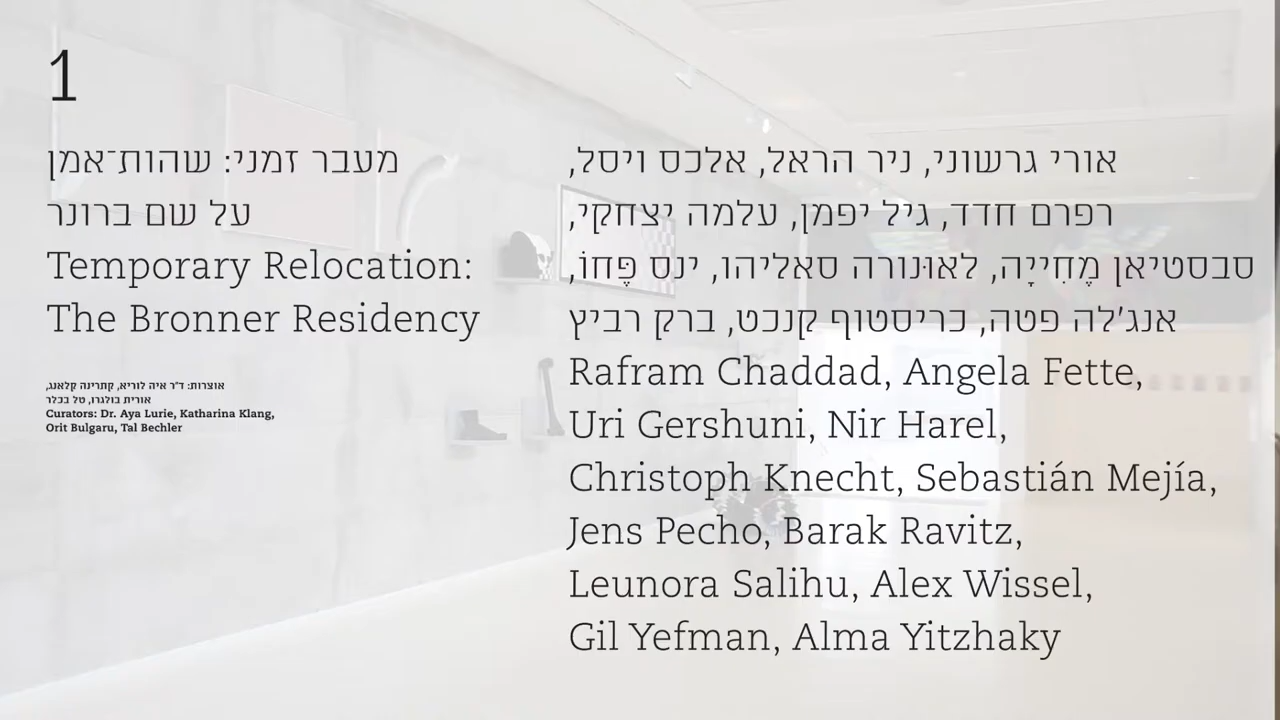 1
מעבר זמני: שהות־אמן
על שם ברונר
Temporary Relocation:
The Bronner Residency
אוצרות: ד״ר איה לוריא, קתרינה קלאנג,
אורית בולגרו, טל בכלר
Curators: Dr. Aya Lurie, Katharina Klang,
Orit Bulgaru, Tal Bechler
אורי גרשוני, ניר הראל, אלכס ויסל,
רפרם חדד, גיל יפמן, עלמה יצחקי,
סבסטיאן מֶחִייָה, לאוּנורה סאליהו, ינס פֶּחוֹ,
אנג׳לה פטה, כריסטוף קנכט, ברק רביץ
Rafram Chaddad, Angela Fette,
Uri Gershuni, Nir Harel,
Christoph Knecht, Sebastián Mejía,
Jens Pecho, Barak Ravitz,
Leunora Salihu, Alex Wissel,
Gil Yefman, Alma Yitzhaky